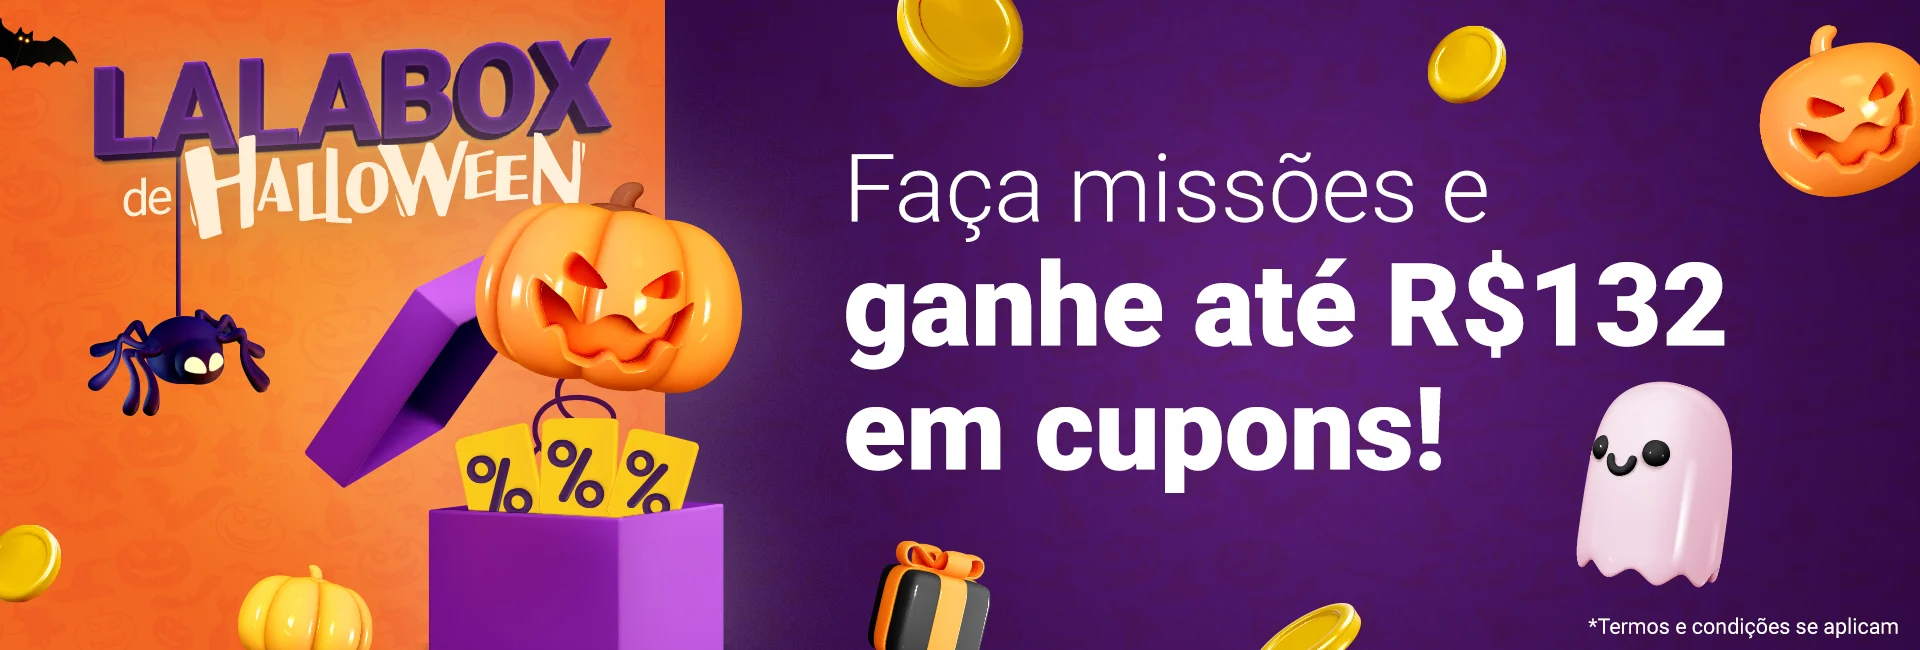 LALABOX
de HALLOWEEN
Faça missões e
ganhe até R$132
em cupons!
% % %
*Termos e condições se aplicam